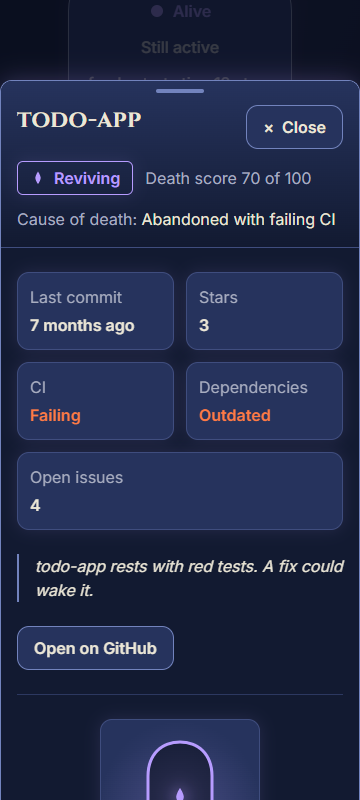 Alive
Still active
TODO-APP
× Close
Reviving
Death score 70 of 100
Cause of death: Abandoned with failing CI
Last commit
7 months ago
Stars
3
CI
Failing
Dependencies
Outdated
Open issues
4
todo-app rests with red tests. A fix could
wake it.
Open on GitHub